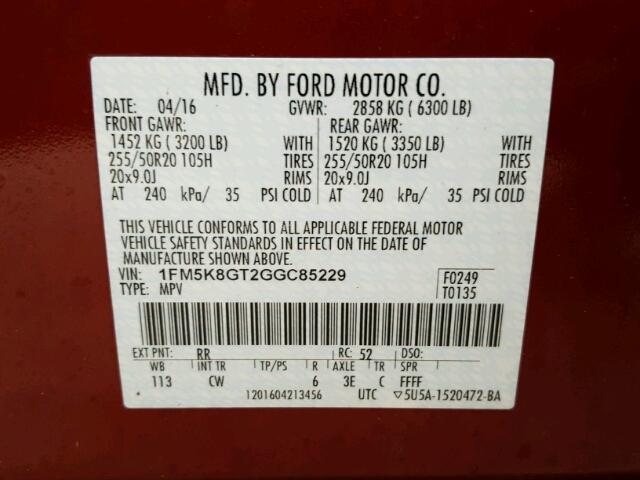 MFD. BY FORD MOTOR CO.
DATE: 04/16 GVWR: 2858 KG ( 6300 LB)
FRONT GAWR: REAR GAWR:
1452 KG ( 3200 LB) WITH 1520 KG ( 3350 LB) WITH
255/50R20 105H TIRES 255/50R20 105H TIRES
20x9.0J RIMS 20x9.0J RIMS
AT 240 kPa/ 35 PSI COLD AT 240 kPa/ 35 PSI COLD
THIS VEHICLE CONFORMS TO ALL APPLICABLE FEDERAL MOTOR
VEHICLE SAFETY STANDARDS IN EFFECT ON THE DATE OF
MANUFACTURE SHOWN ABOVE.
VIN: 1FM5K8GT2GGC85229 F0249
TYPE: MPV T0135
EXT PNT: RR RC: 52 DSO:
WB INT TR TP/PS R AXLE TR SPR
113 CW 6 3E C FFFF
1201604213456 UTC ▽5U5A-1520472-BA